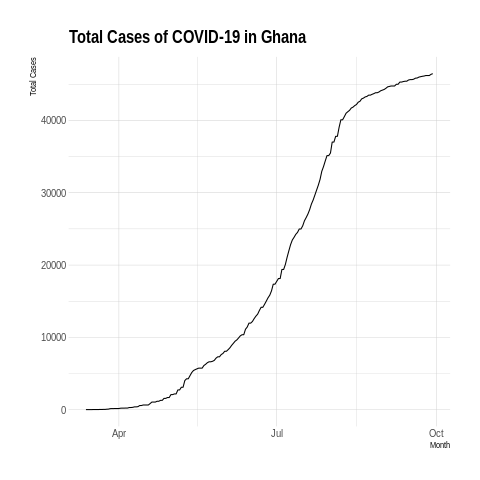 Total Cases of COVID-19 in Ghana
Total Cases
40000
30000
20000
10000
0
Apr Jul Oct
Month